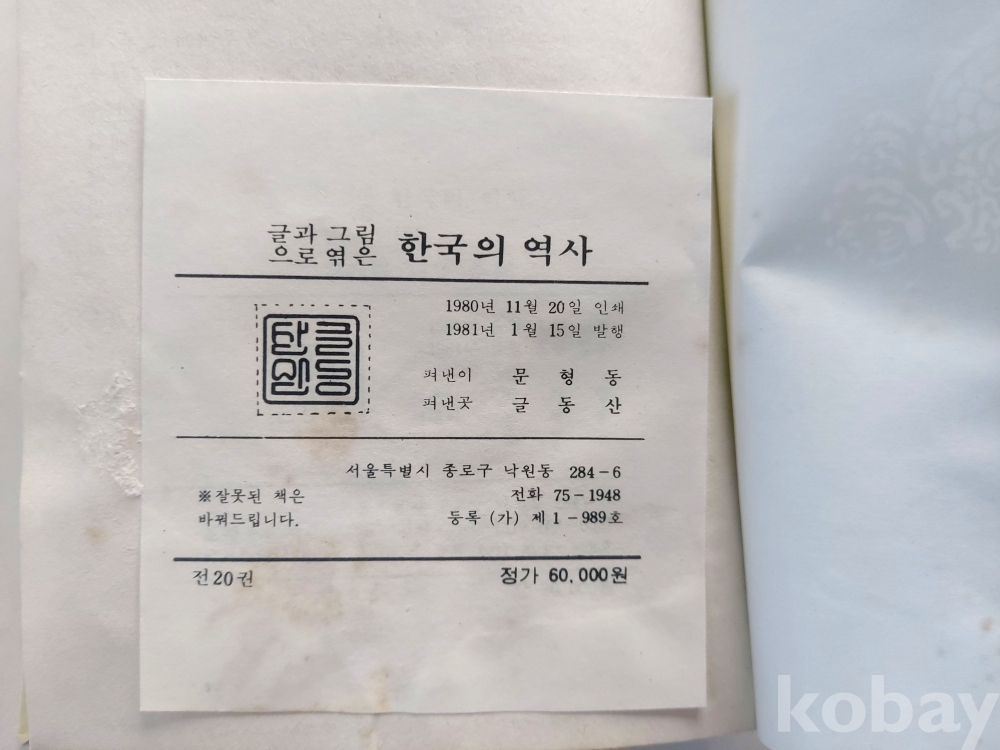 글과 그림
으로 엮은 한국의 역사
1980년 11월 20일 인쇄
1981년 1월 15일 발행
펴낸이 문 형 동
펴낸곳 글 동 산
서울특별시 종로구 낙원동 284-6
※잘못된 책은 전화 75-1948
바꿔드립니다. 등록 (가) 제1-989호
전20권 정가 60,000원
kobay